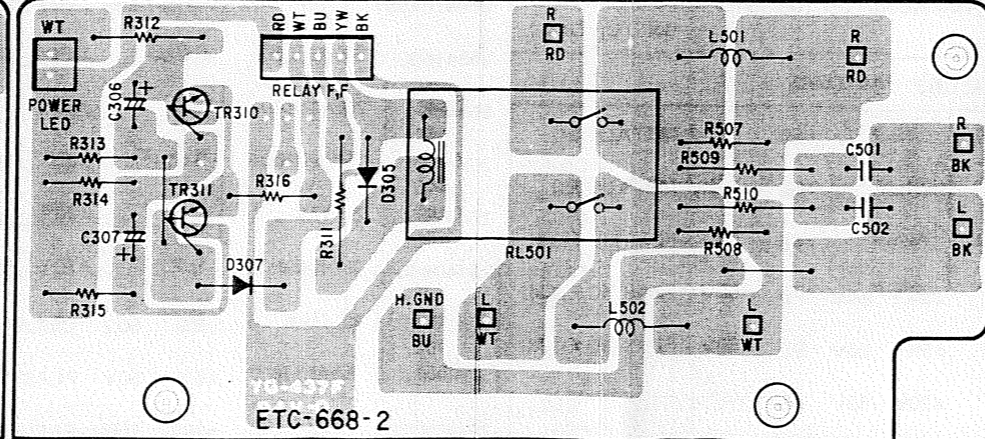 WT
R312
RD
WT
BU
YW
BK
R
RD
L501
R
RD
POWER
LED
C306
+
TR310
RELAY F,F
R313
R314
R507
R509
C501
R
BK
TR311
R316
R311
D305
R510
R508
C502
L
BK
C307
+
D307
RL501
R315
H.GND
BU
L
WT
L502
L
WT
ETC-668-2